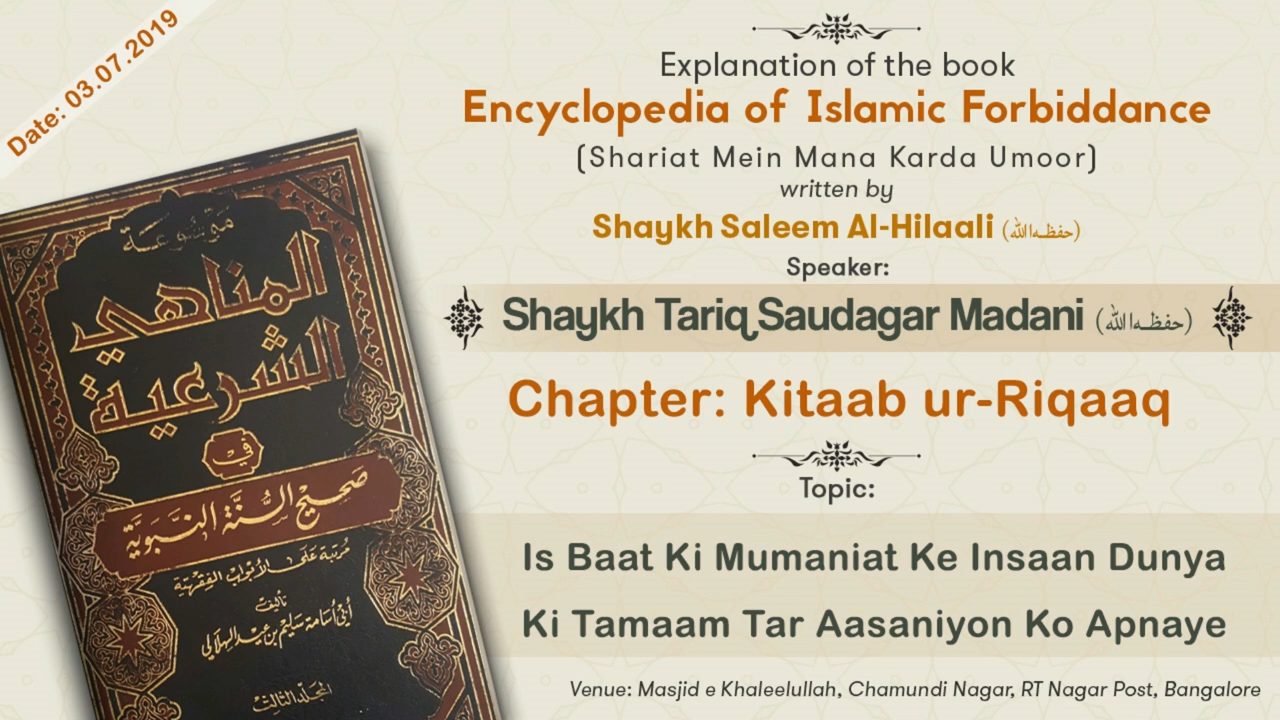 Date: 03.07.2019
Explanation of the book
Encyclopedia of Islamic Forbiddance
(Shariat Mein Mana Karda Umoor)
written by
Shaykh Saleem Al-Hilaali (حفظه الله)
Speaker:
Shaykh Tariq Saudagar Madani (حفظه الله)
Chapter: Kitaab ur-Riqaaq
Topic:
Is Baat Ki Mumaniat Ke Insaan Dunya
Ki Tamaam Tar Aasaniyon Ko Apnaye
Venue: Masjid e Khaleelullah, Chamundi Nagar, RT Nagar Post, Bangalore
موسوعة
المناهي
الشرعية
في
صحيح السنة النبوية
مرتبة على الأبواب الفقهية
تأليف
أبي أسامة سليم بن عيد الهلالي
المجلد الثالث